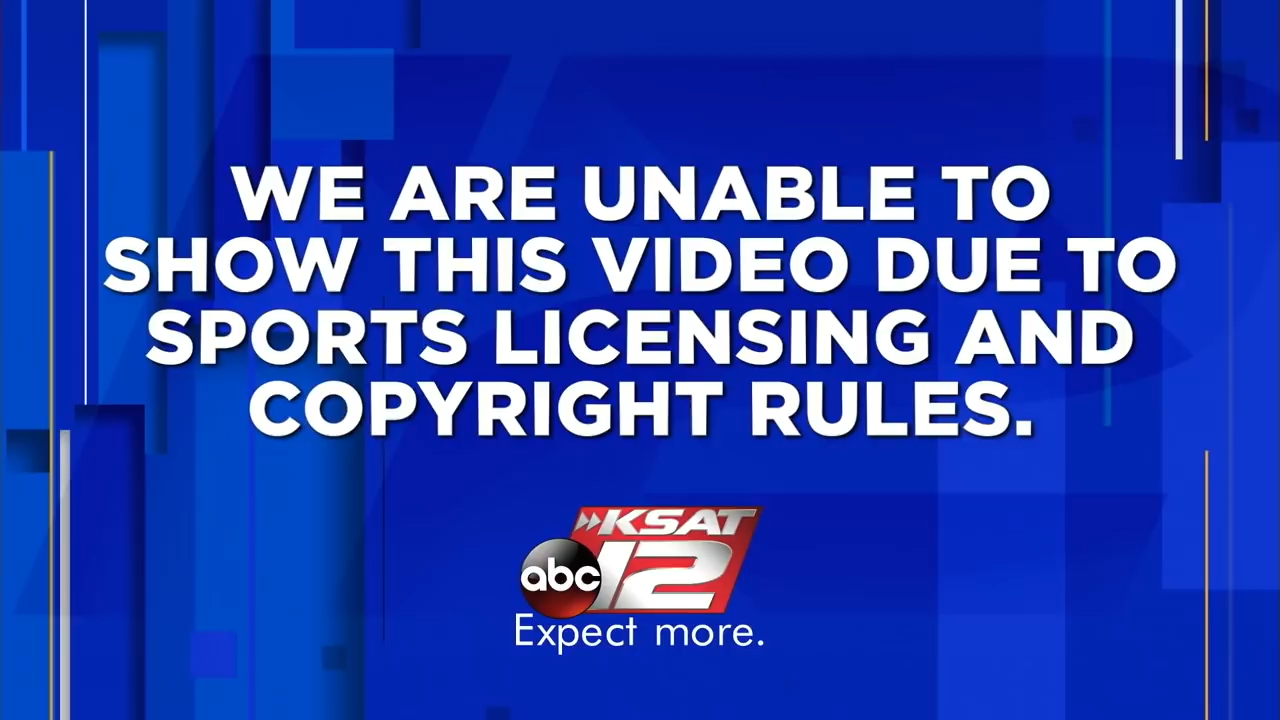 WE ARE UNABLE TO
SHOW THIS VIDEO DUE TO
SPORTS LICENSING AND
COPYRIGHT RULES.
KSAT
abc 12
Expect more.